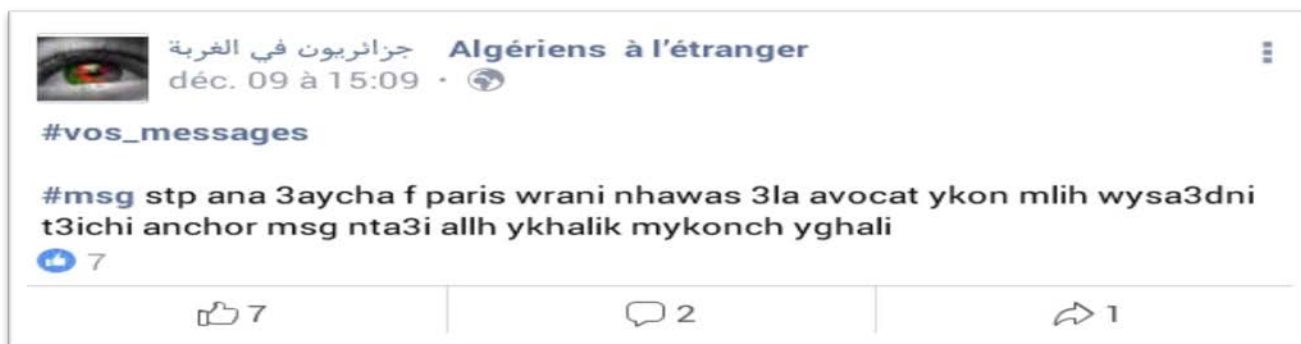 جزائريون في الغربة Algériens à l'étranger
déc. 09 à 15:09 ·
#vos_messages
#msg stp ana 3aycha f paris wrani nhawas 3la avocat ykon mlih wysa3dni
t3ichi anchor msg nta3i allh ykhalik mykonch yghali
7
7 2 1